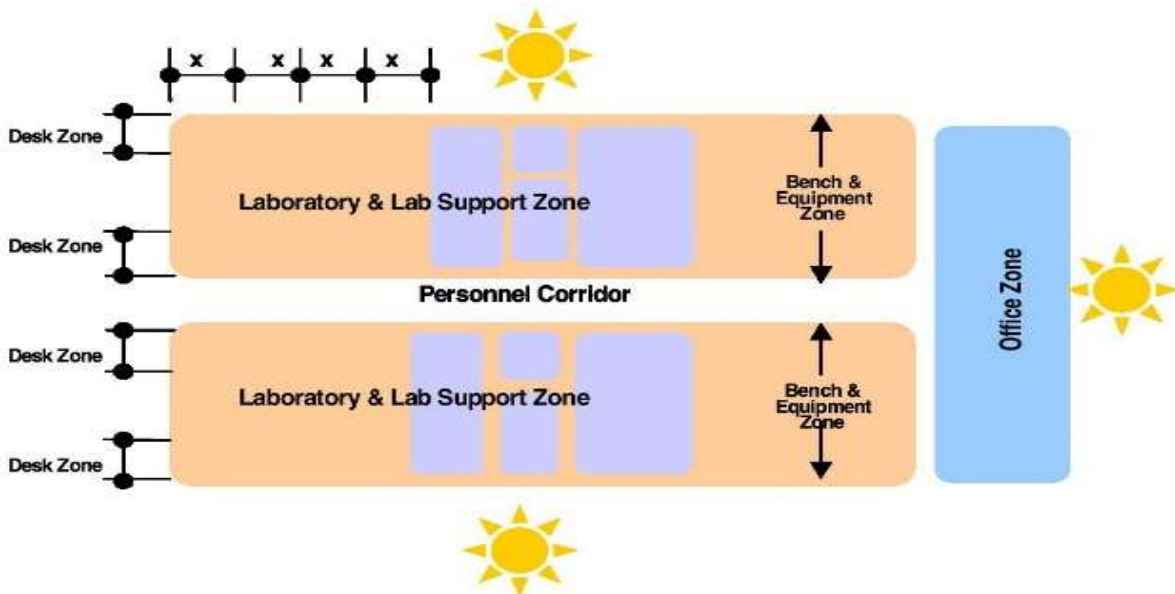 x x x x
Desk Zone
Laboratory & Lab Support Zone
Bench &
Equipment
Zone
Desk Zone
Personnel Corridor
Office Zone
Desk Zone
Laboratory & Lab Support Zone
Bench &
Equipment
Zone
Desk Zone